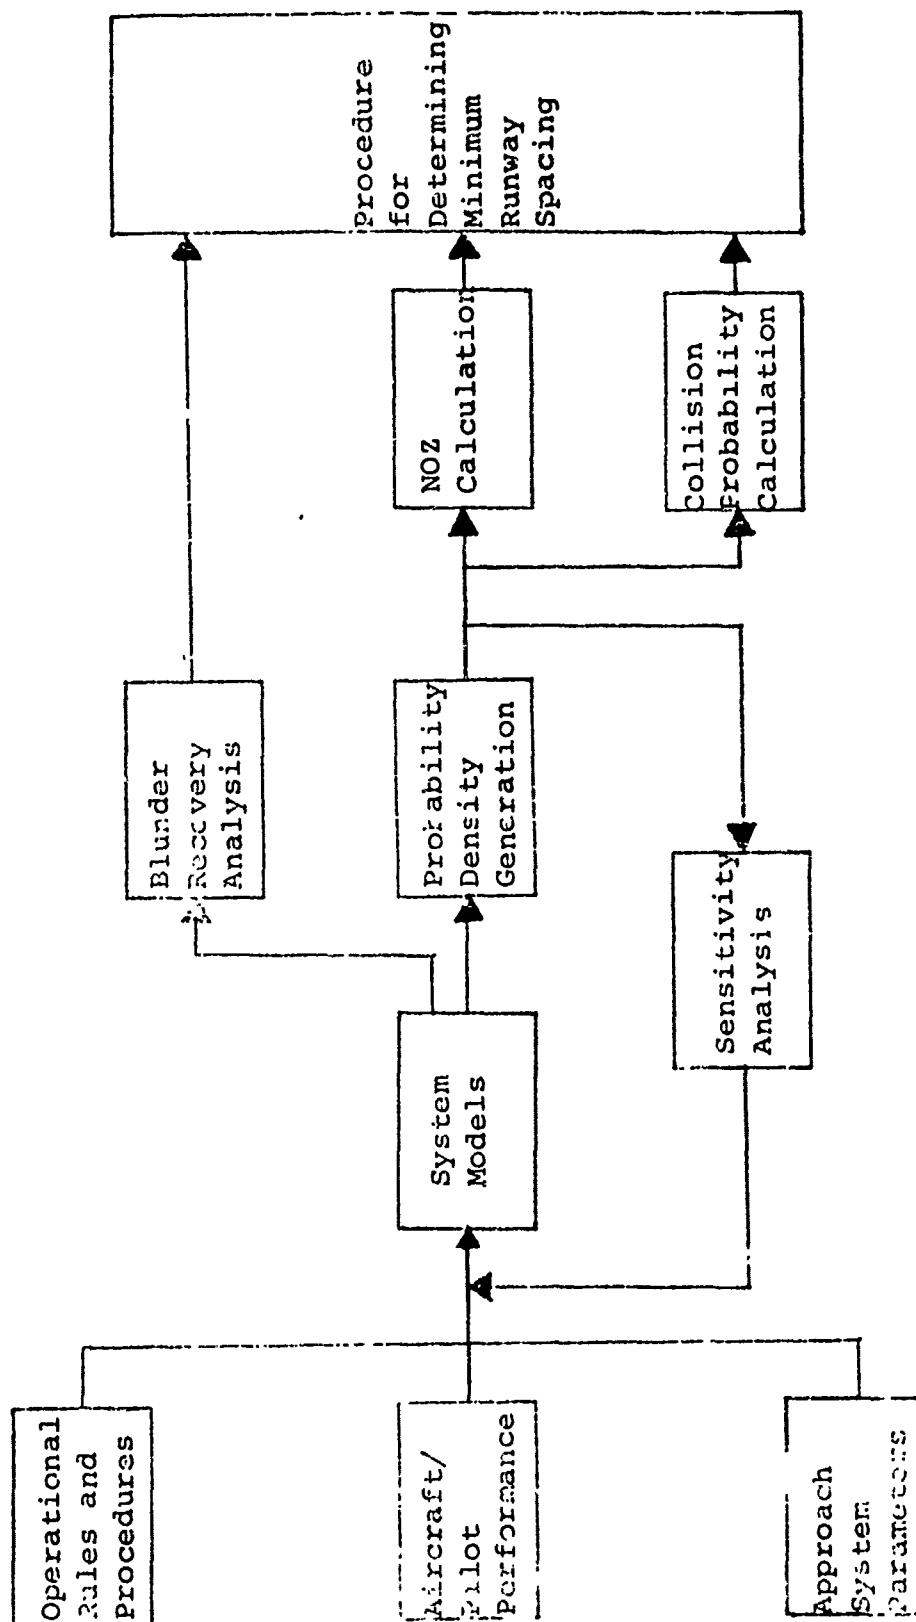 Operational
Rules and
Procedures
Aircraft/
Pilot
Performance
Approach
System
Parameters
System
Models
Blunder
Recovery
Analysis
Probability
Density
Generation
Sensitivity
Analysis
NOZ
Calculation
Collision
Probability
Calculation
Procedure
for
Determining
Minimum
Runway
Spacing